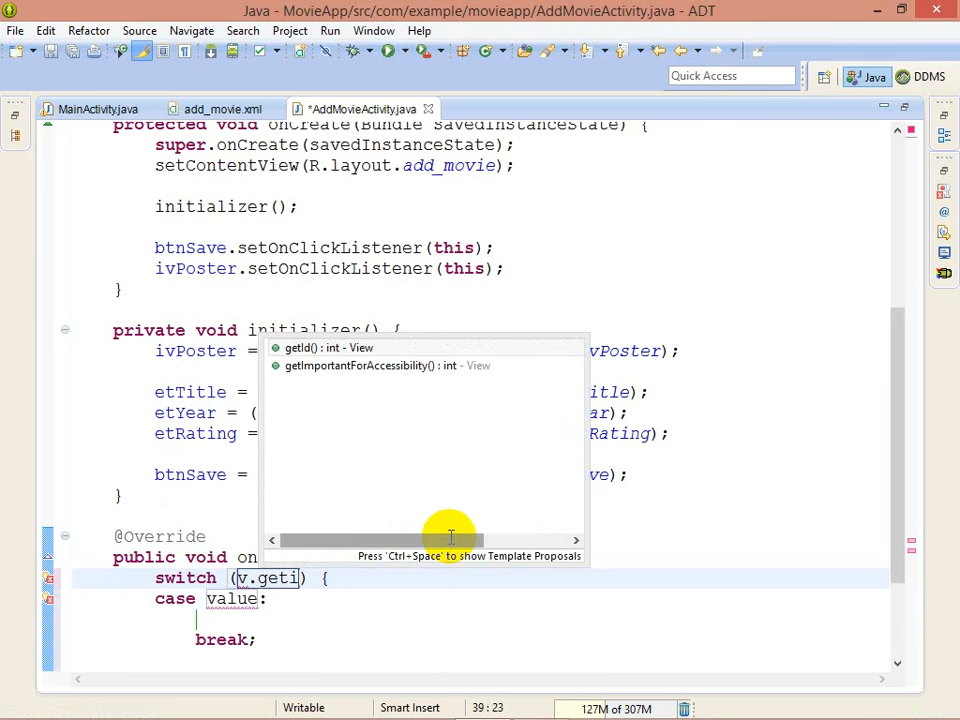 Java - MovieApp/src/com/example/movieapp/AddMovieActivity.java - ADT
File Edit Refactor Source Navigate Search Project Run Window Help
Quick Access
Java
DDMS
MainActivity.java
add_movie.xml
*AddMovieActivity.java
protected void onCreate(Bundle savedInstanceState) {
super.onCreate(savedInstanceState);
setContentView(R.layout.add_movie);
initializer();
btnSave.setOnClickListener(this);
ivPoster.setOnClickListener(this);
}
private void initializer() {
ivPoster = vPoster);
getId() : int - View
getImportantForAccessibility() : int - View
etTitle = itle);
etYear = ( ar);
etRating = Rating);
btnSave = ve);
}
@Override
public void on
Press 'Ctrl+Space' to show Template Proposals
switch (v.geti) {
case value:
break;
Writable
Smart Insert
39 : 23
127M of 307M